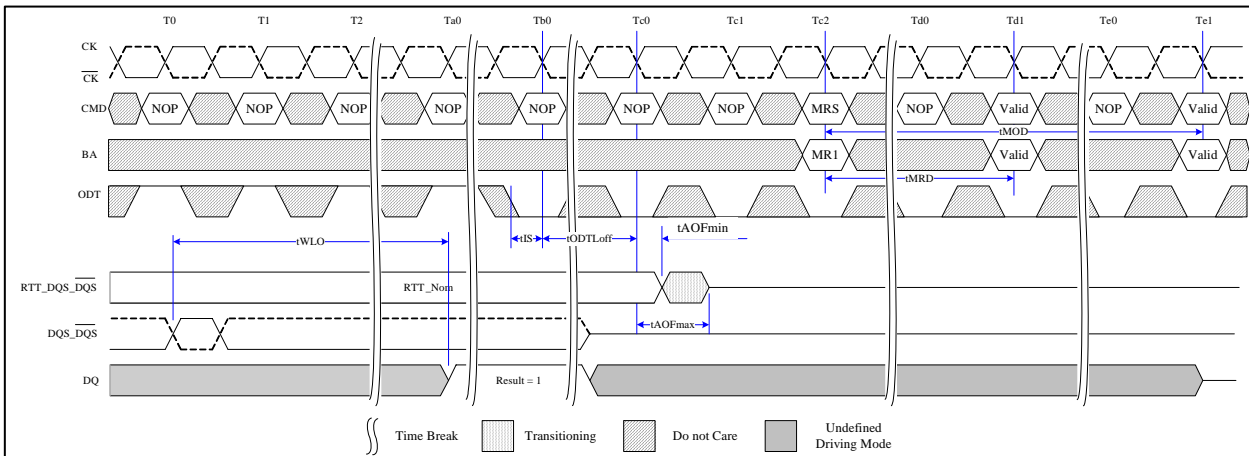 T0 T1 T2 Ta0 Tb0 Tc0 Tc1 Tc2 Td0 Td1 Te0 Te1
CK
CK
CMD NOP NOP NOP NOP NOP NOP NOP MRS NOP Valid NOP Valid
tMOD
BA MR1 Valid Valid
tMRD
ODT
tAOFmin
tWLO tIS tODTLoff
RTT_DQS_DQS RTT_Nom
tAOFmax
DQS_DQS
DQ Result = 1
Time Break Transitioning Do not Care Undefined
Driving Mode